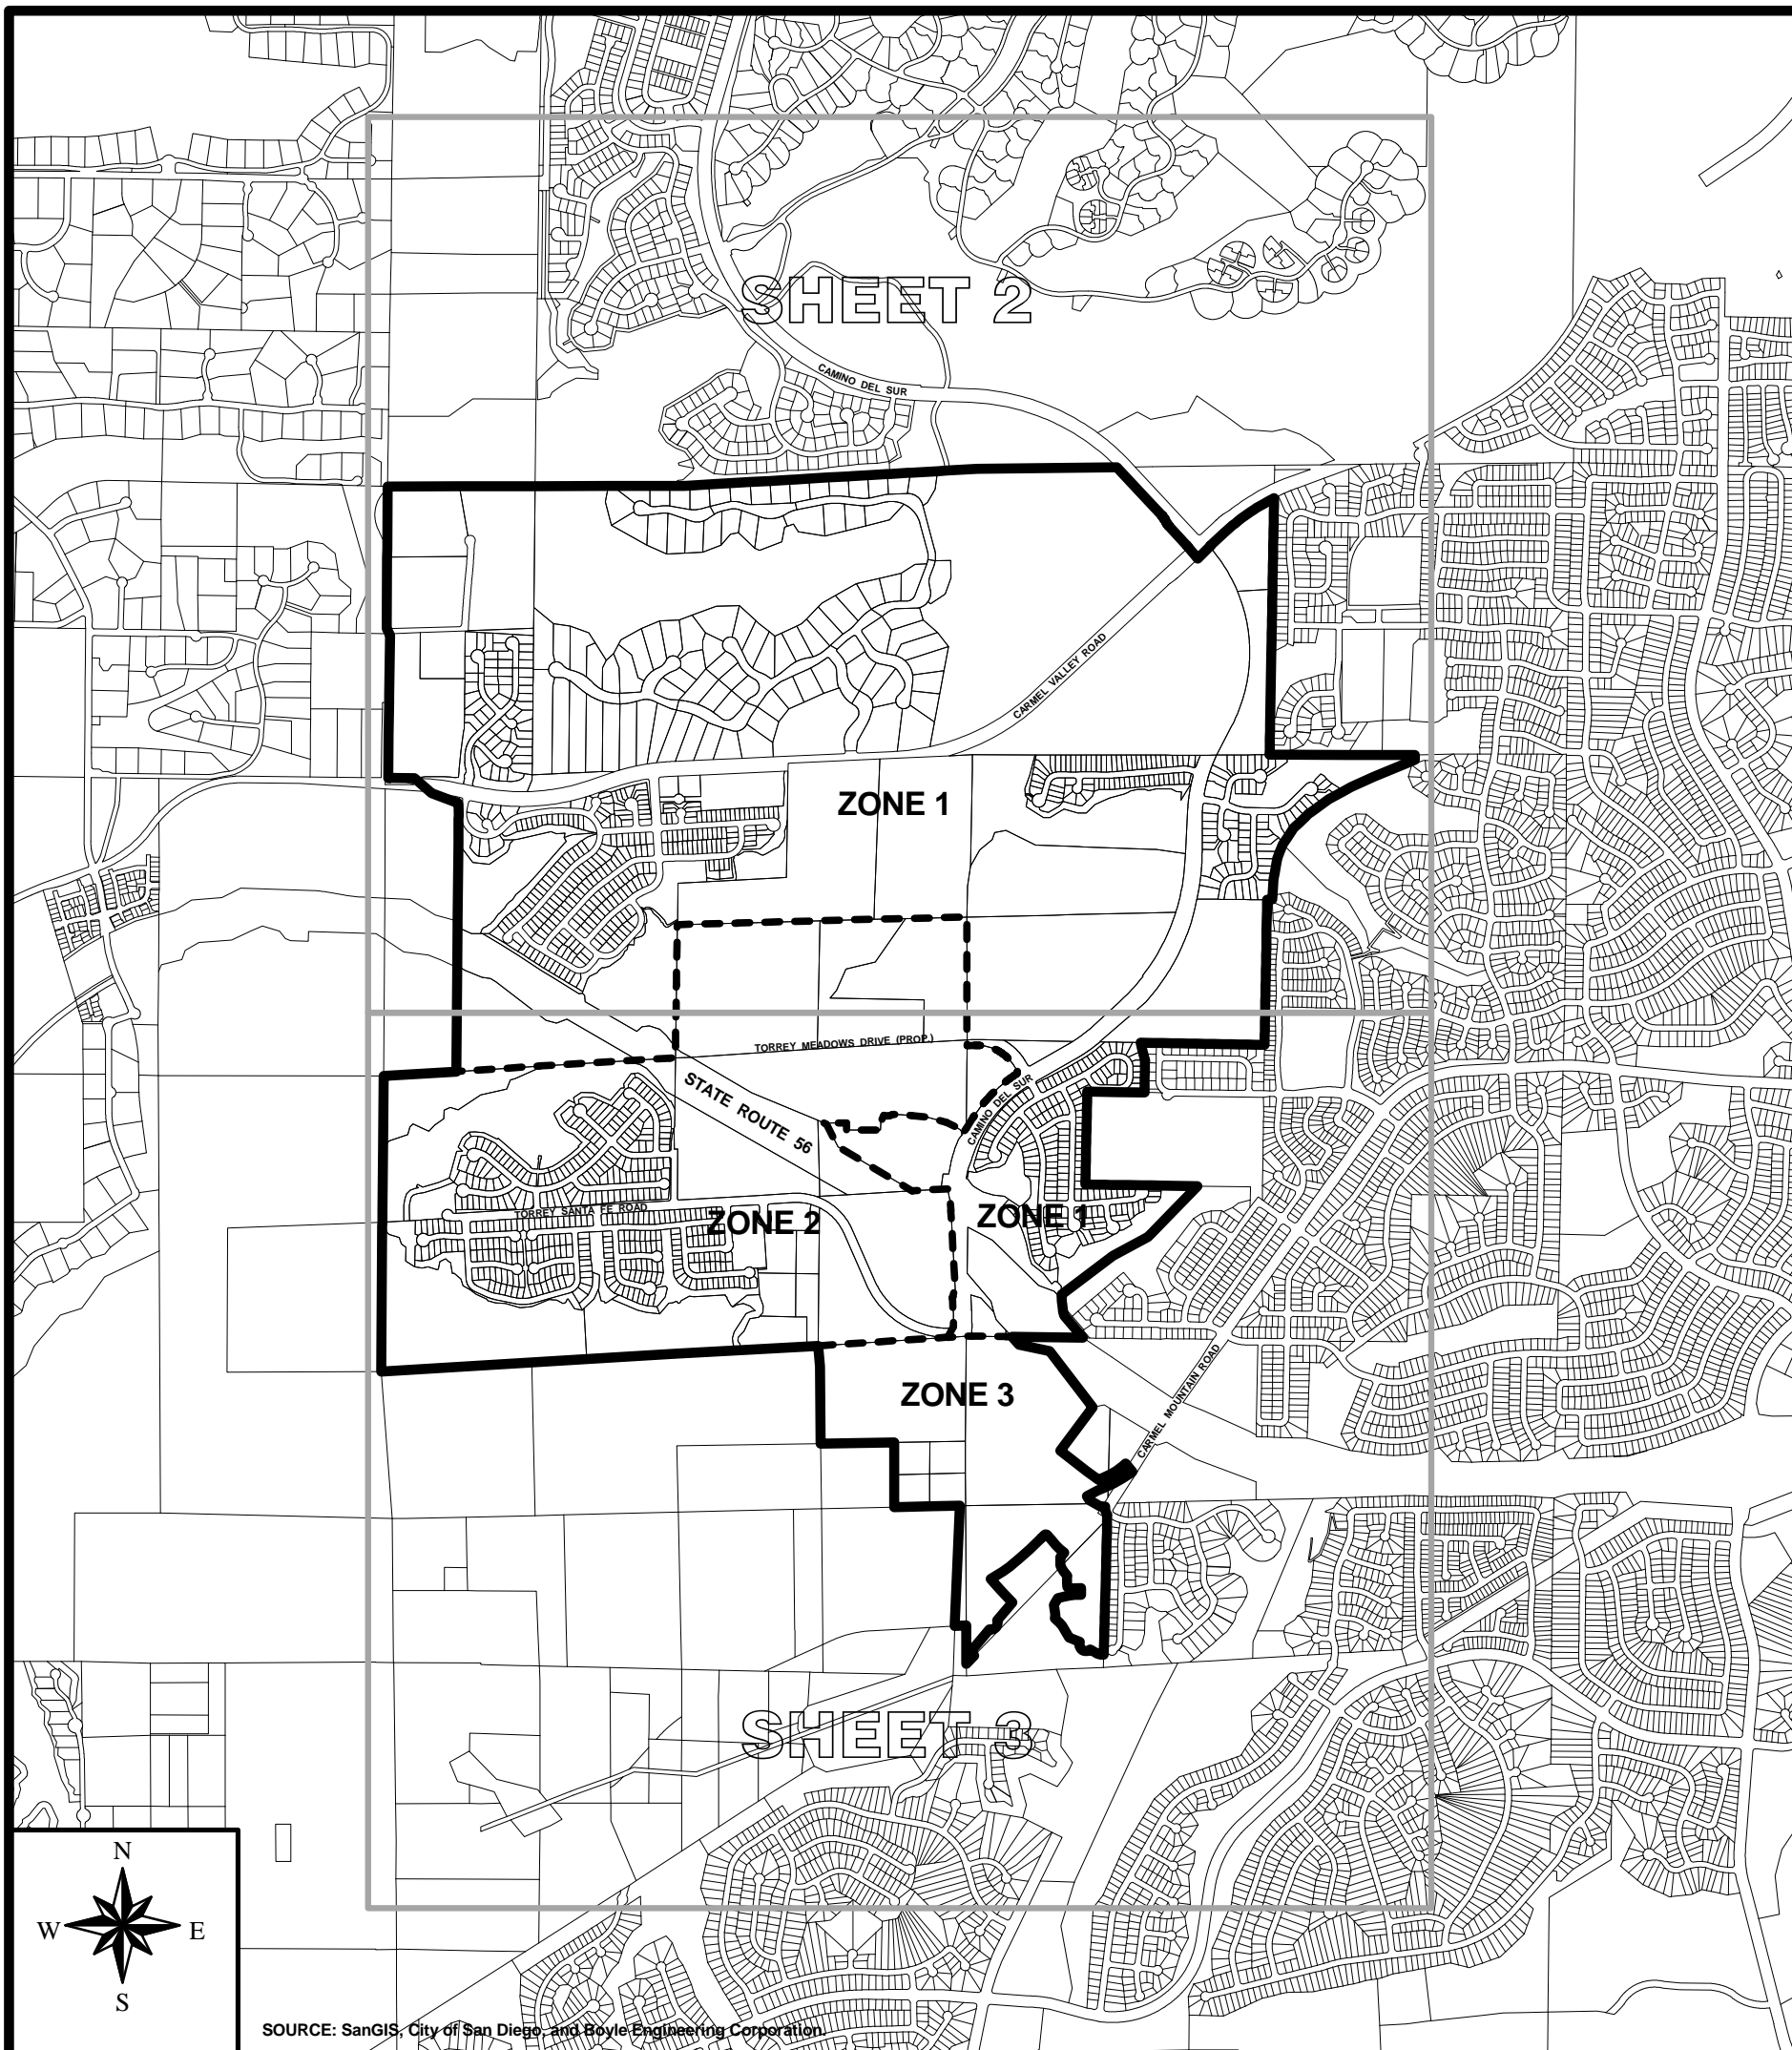 SHEET 2
CAMINO DEL SUR
CARMEL VALLEY ROAD
ZONE 1
TORREY MEADOWS DRIVE (PROP.)
STATE ROUTE 56
CAMINO DEL SUR
TORREY SANTA FE ROAD
ZONE 2
ZONE 1
ZONE 3
CARMEL MOUNTAIN ROAD
SHEET 3
N
W E
S
SOURCE: SanGIS, City of San Diego, and Boyle Engineering Corporation.